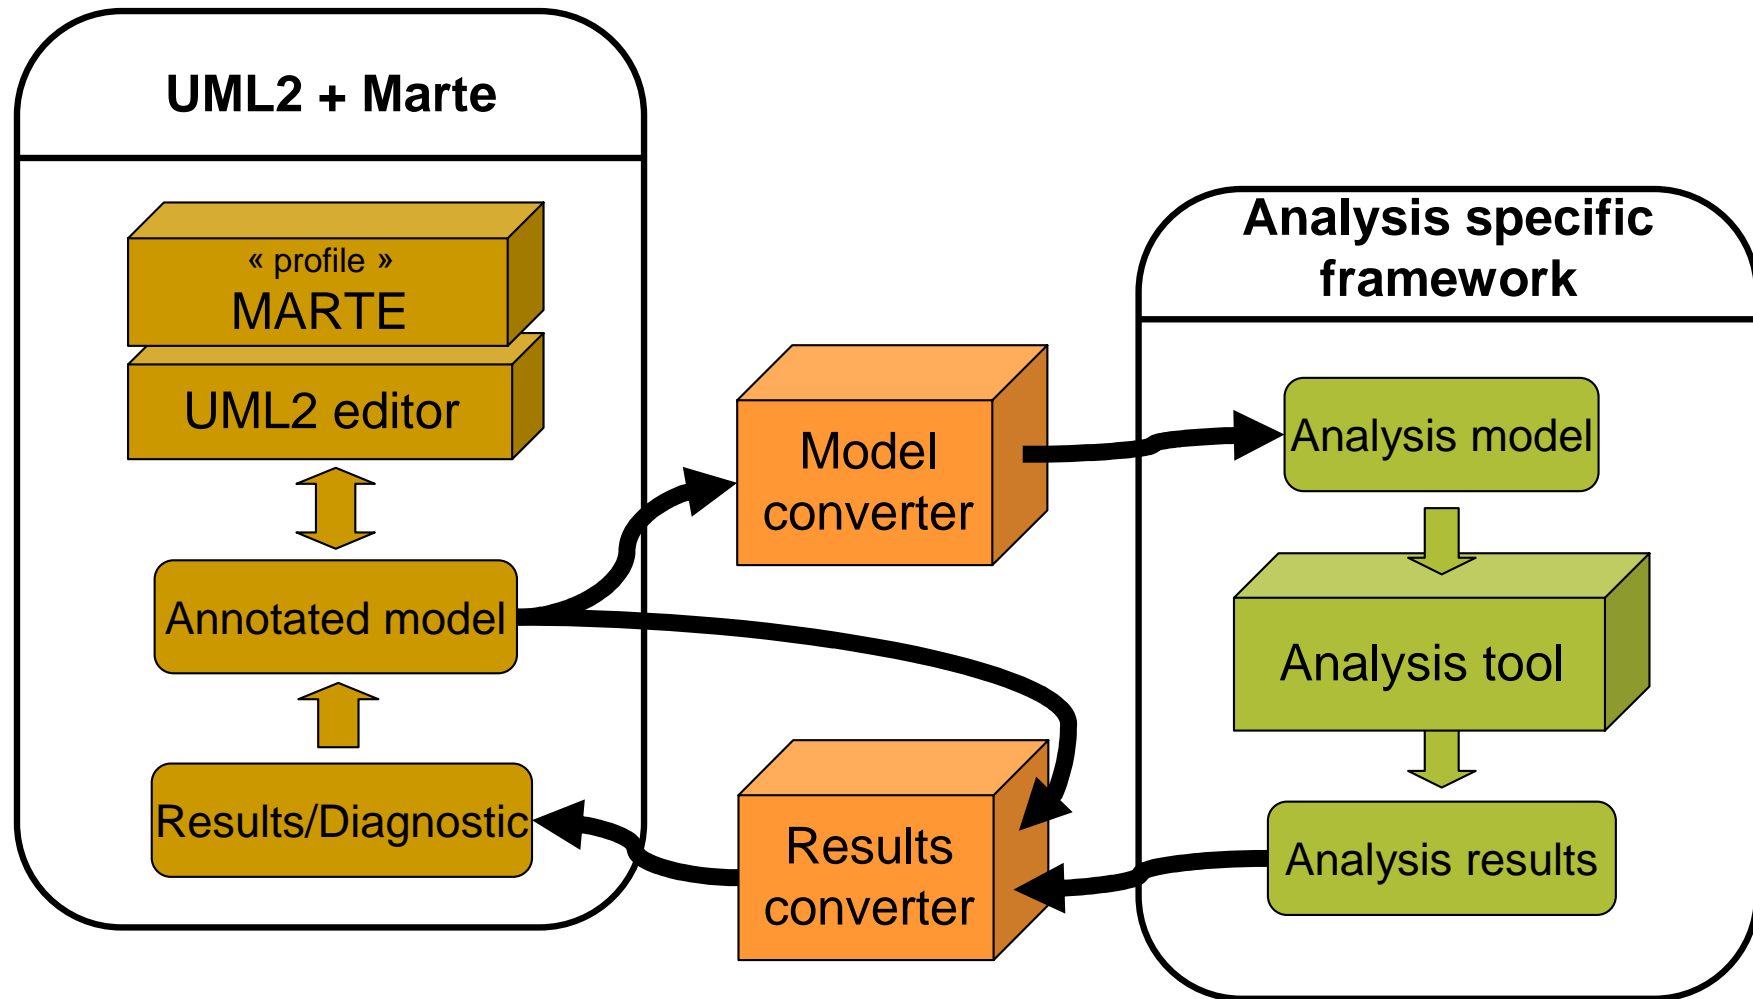 UML2 + Marte
« profile »
MARTE
UML2 editor
Annotated model
Results/Diagnostic
Model
converter
Results
converter
Analysis specific
framework
Analysis model
Analysis tool
Analysis results